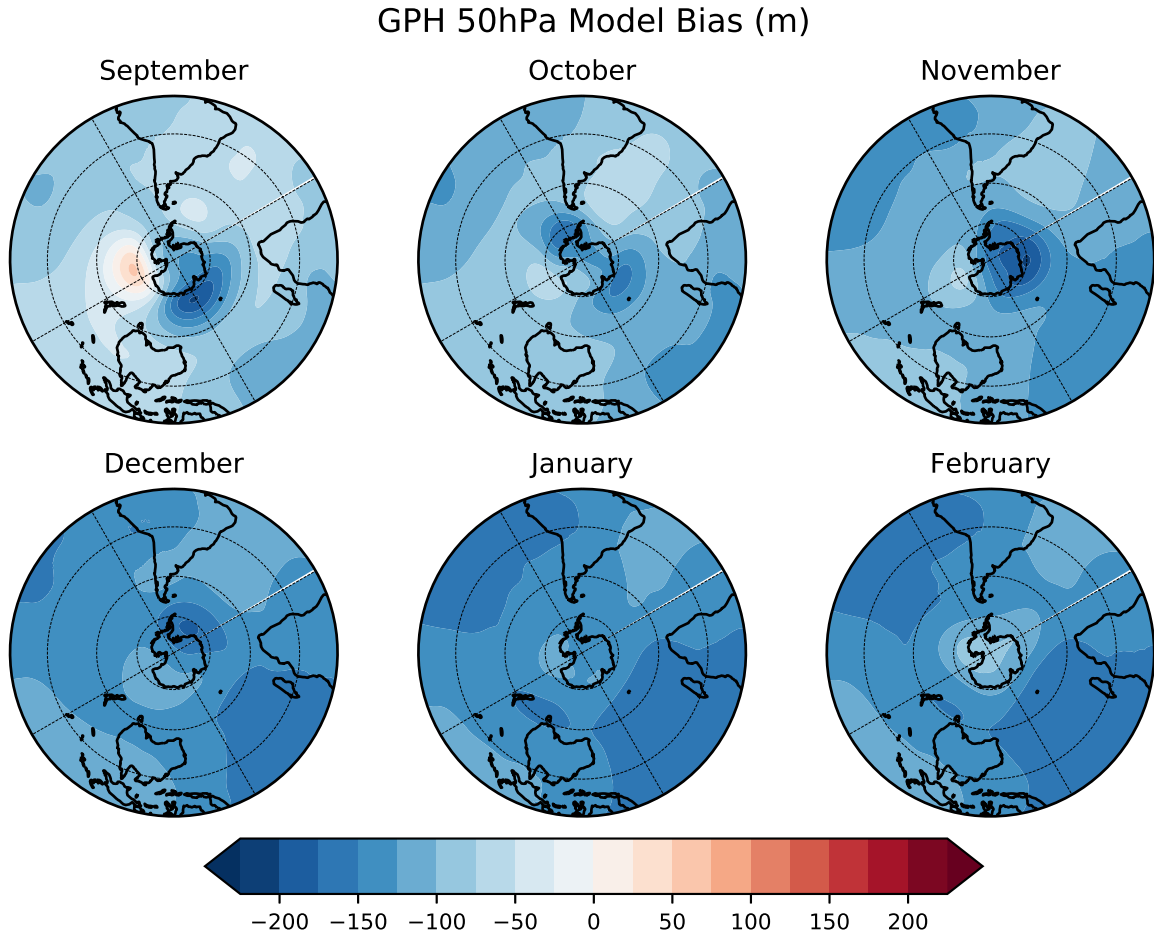 GPH 50hPa Model Bias (m)
September October November
December January February
−200 −150 −100 −50 0 50 100 150 200